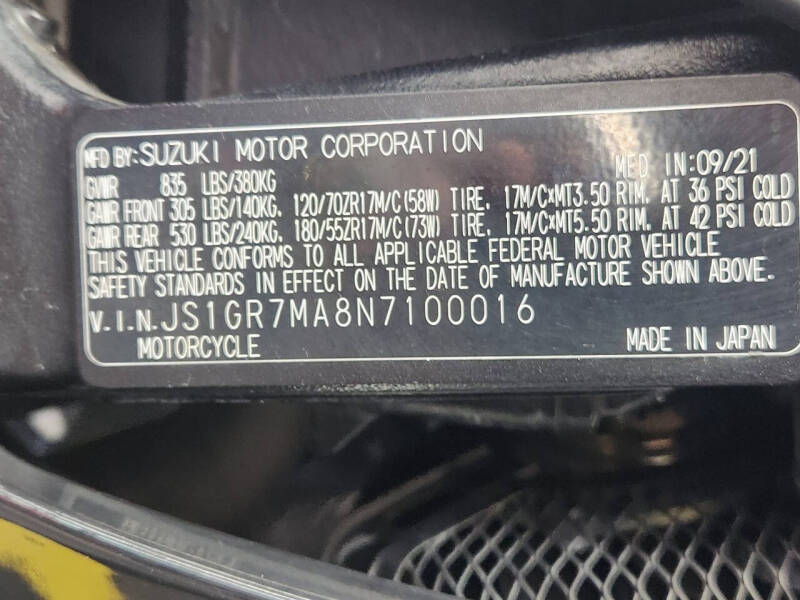 MFD BY: SUZUKI MOTOR CORPORATION
MFD IN: 09/21
GVWR 835 LBS/380KG
GAWR FRONT 305 LBS/140KG, 120/70ZR17M/C(58W) TIRE, 17M/C×MT3.50 RIM, AT 36 PSI COLD
GAWR REAR 530 LBS/240KG, 180/55ZR17M/C(73W) TIRE, 17M/C×MT5.50 RIM, AT 42 PSI COLD
THIS VEHICLE CONFORMS TO ALL APPLICABLE FEDERAL MOTOR VEHICLE
SAFETY STANDARDS IN EFFECT ON THE DATE OF MANUFACTURE SHOWN ABOVE.
V.I.N. JS1GR7MA8N7100016
MOTORCYCLE MADE IN JAPAN